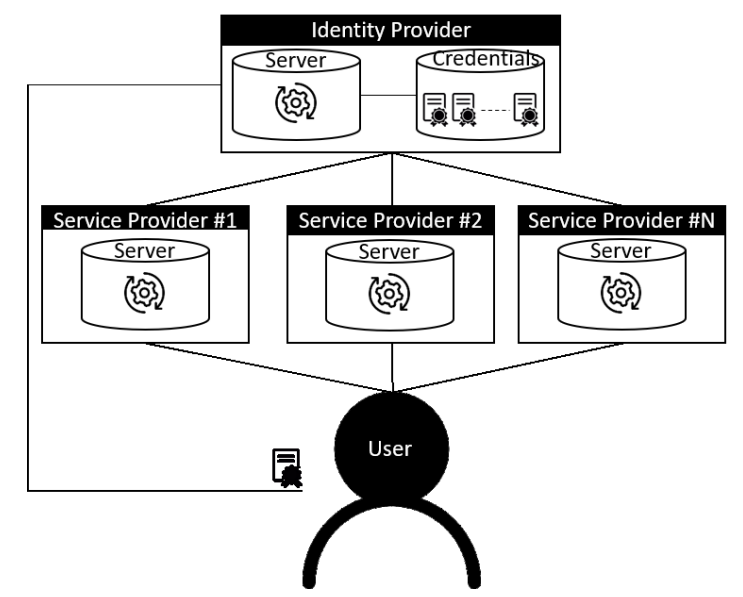 Identity Provider
Server
Credentials
Service Provider #1
Service Provider #2
Service Provider #N
Server
Server
Server
User